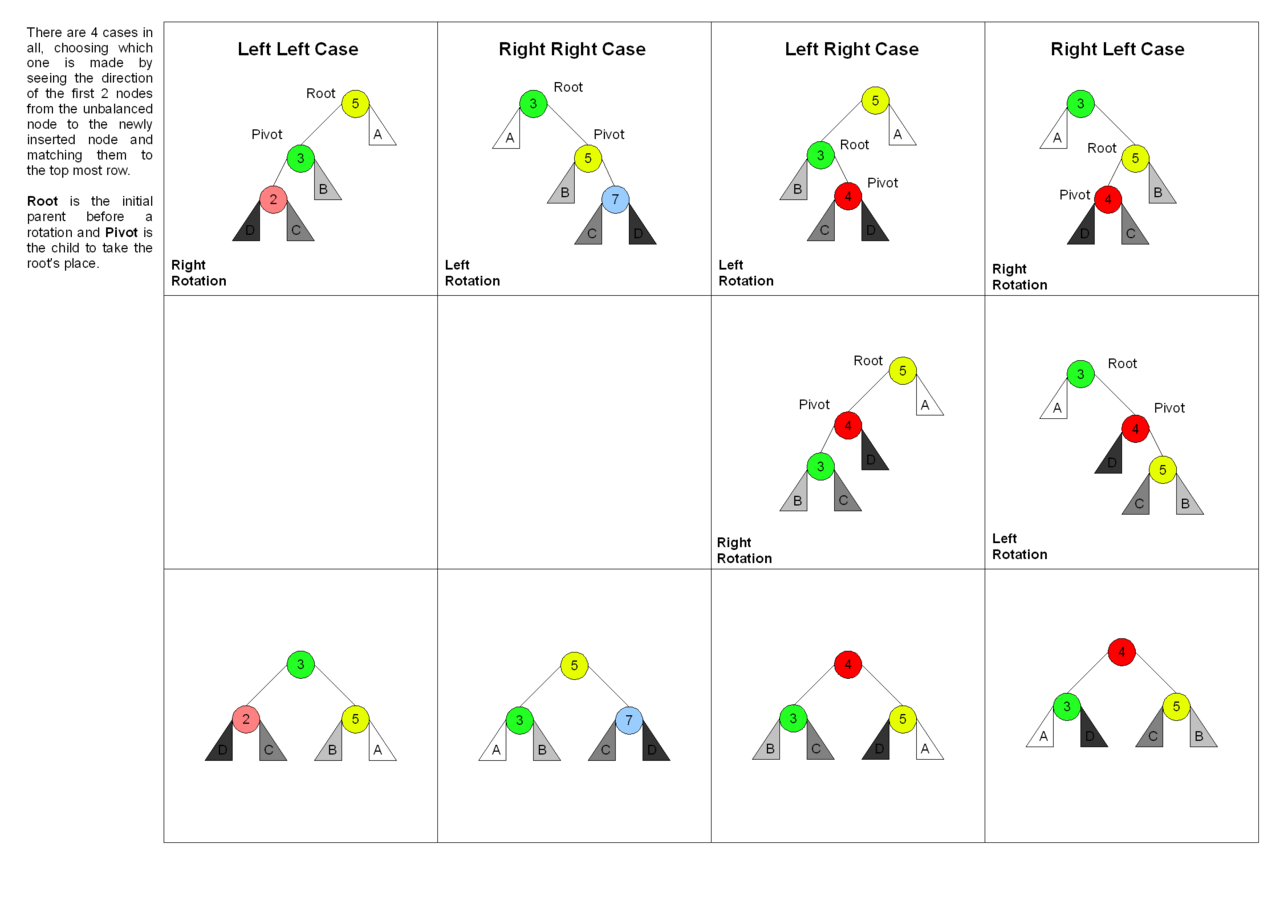 There are 4 cases in
all, choosing which
one is made by
seeing the direction
of the first 2 nodes
from the unbalanced
node to the newly
inserted node and
matching them to
the top most row.
Root is the initial
parent before a
rotation and Pivot is
the child to take the
root's place.
Left Left Case
Root
5
A
Pivot
3
B
2
D
C
Right
Rotation
Right Right Case
Root
3
A
Pivot
5
B
7
C
D
Left
Rotation
Left Right Case
5
A
Root
3
B
Pivot
4
C
D
Left
Rotation
Right Left Case
3
A
Root
5
B
Pivot
4
D
C
Right
Rotation
Root
5
A
Pivot
4
D
3
B
C
Right
Rotation
Root
3
A
Pivot
4
D
5
C
B
Left
Rotation
3
2
5
D
C
B
A
5
3
7
A
B
C
D
4
3
5
B
C
D
A
4
3
5
A
D
C
B